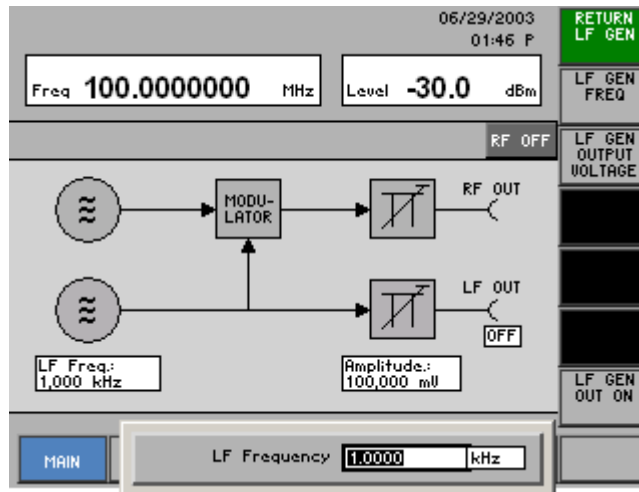 06/29/2003
01:46 P
Freq 100.0000000 MHz
Level -30.0 dBm
RF OFF
MODU-
LATOR
RF OUT
LF OUT
OFF
LF Freq.:
1,000 kHz
Amplitude.:
100,000 mV
MAIN
LF Frequency 1.0000 kHz
RETURN
LF GEN
LF GEN
FREQ
LF GEN
OUTPUT
VOLTAGE
LF GEN
OUT ON